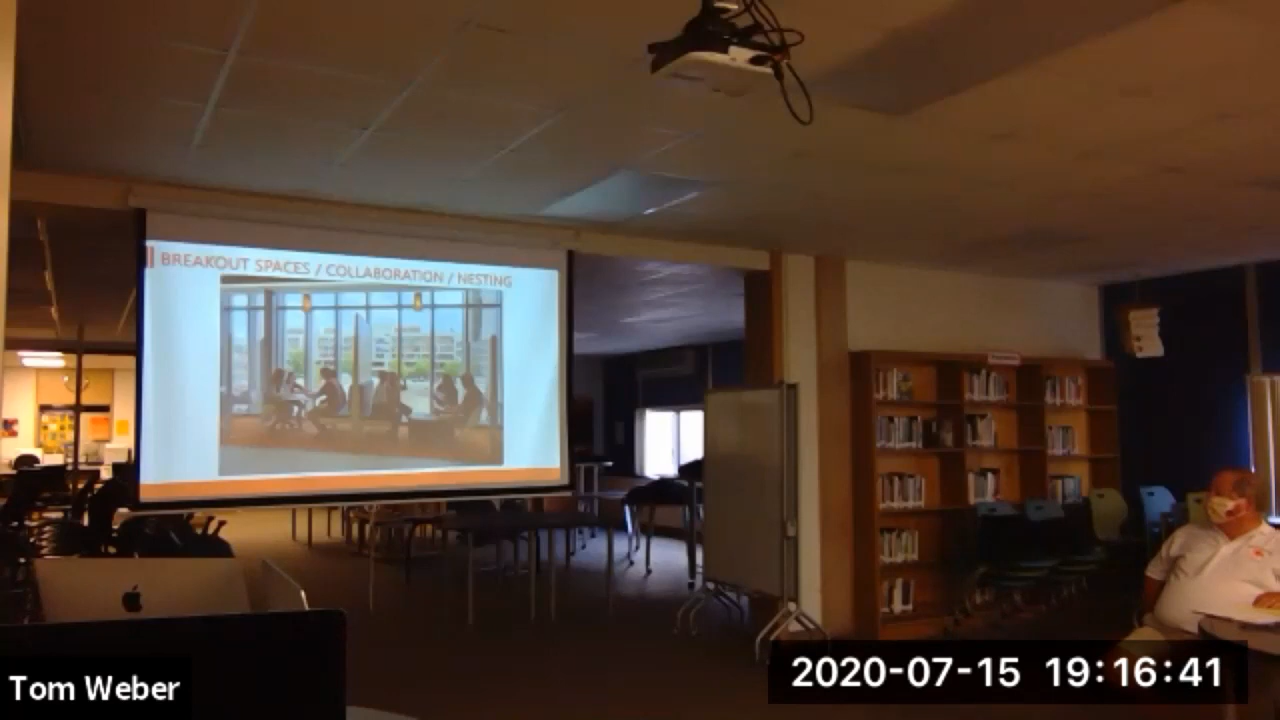 BREAKOUT SPACES / COLLABORATION / NESTING
Tom Weber
2020-07-15 19:16:41